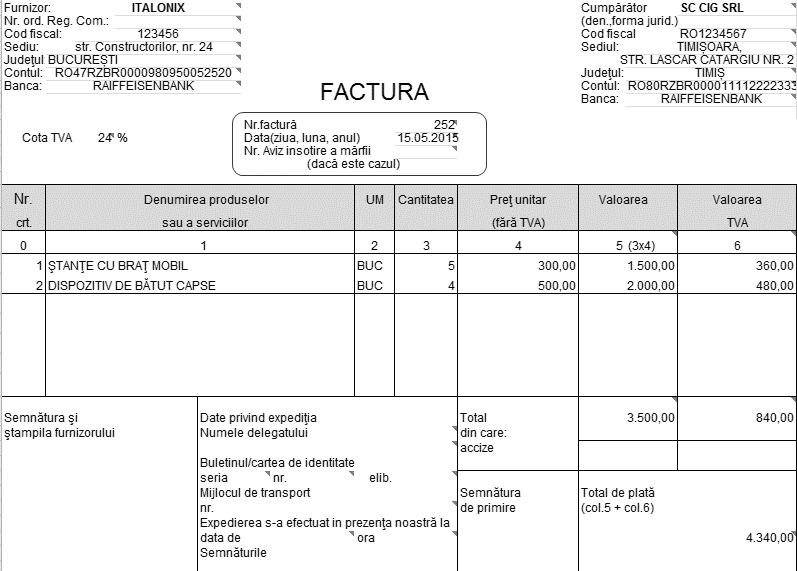 Furnizor: ITALONIX
Nr. ord. Reg. Com.:
Cod fiscal: 123456
Sediu: str. Constructorilor, nr. 24
Judeţul BUCUREŞTI
Contul: RO47RZBR0000980950052520
Banca: RAIFFEISENBANK
Cumpărător SC CIG SRL
(den.,forma jurid.)
Cod fiscal RO1234567
Sediul: TIMIŞOARA,
STR. LASCAR CATARGIU NR. 2
Judeţul: TIMIŞ
Contul: RO80RZBR0000111122222333
Banca: RAIFFEISENBANK
FACTURA
Cota TVA 24 %
Nr.factură 252
Data(ziua, luna, anul) 15.05.2015
Nr. Aviz insotire a mărfii
(dacă este cazul)
Nr. crt. Denumirea produselor sau a serviciilor UM Cantitatea Preţ unitar (fără TVA) Valoarea Valoarea TVA
0 1 2 3 4 5 (3x4) 6
1 ŞTANŢE CU BRAŢ MOBIL BUC 5 300,00 1.500,00 360,00
2 DISPOZITIV DE BĂTUT CAPSE BUC 4 500,00 2.000,00 480,00
Semnătura şi
ştampila furnizorului
Date privind expediţia
Numele delegatului
Buletinul/cartea de identitate
seria nr. elib.
Mijlocul de transport
nr.
Expedierea s-a efectuat in prezenţa noastră la
data de ora
Semnăturile
Total 3.500,00 840,00
din care:
accize
Semnătura
de primire
Total de plată
(col.5 + col.6)
4.340,00